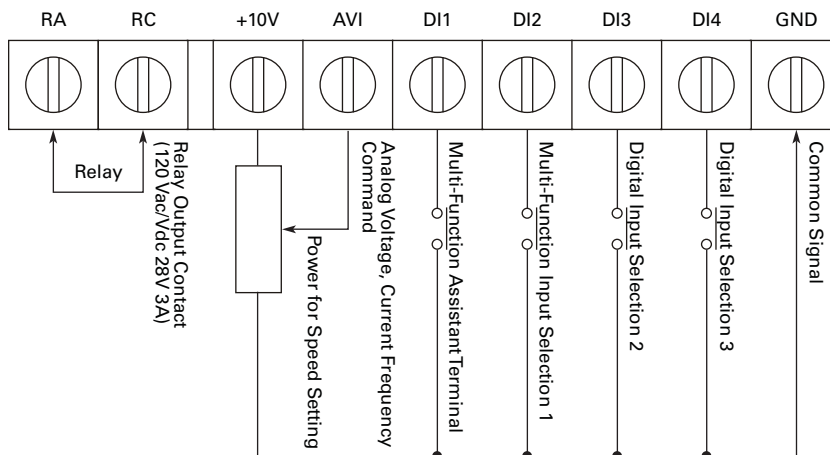 RA RC +10V AVI DI1 DI2 DI3 DI4 GND
Relay
Relay Output Contact
(120 Vac/Vdc 28V 3A)
Power for Speed Setting
Analog Voltage, Current Frequency
Command
Multi-Function Assistant Terminal
Multi-Function Input Selection 1
Digital Input Selection 2
Digital Input Selection 3
Common Signal